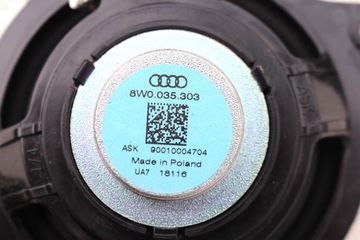 8W0.035.303
ASK 90010004704
Made in Poland
UA7 18116